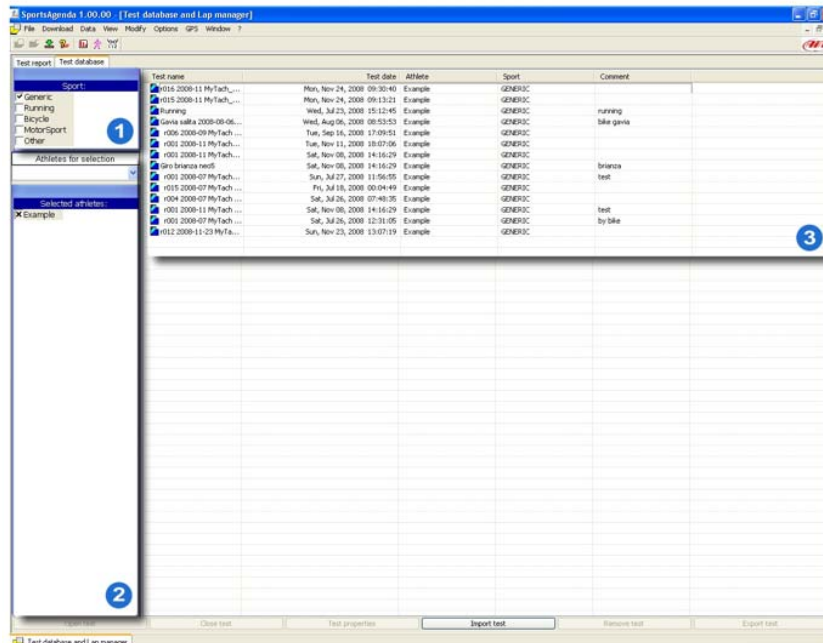 SportsAgenda 1.00.00 - [Test database and Lap manager]
File Download Data View Modify Options GPS Window ?
Test report Test database
Sport:
Generic
Running
Bicycle
MotorSport
Other
1
Athletes for selection
Selected athletes:
Example
2
Test name Test date Athlete Sport Comment
r016 2008-11 MyTach_... Mon, Nov 24, 2008 09:30:40 Example GENERIC
r015 2008-11 MyTach_... Mon, Nov 24, 2008 09:13:21 Example GENERIC
Running Wed, Jul 23, 2008 15:12:45 Example GENERIC running
Gavia salita 2008-08-06... Wed, Aug 06, 2008 08:53:53 Example GENERIC bike gavia
r006 2008-09 MyTach ... Tue, Sep 16, 2008 17:09:51 Example GENERIC
r001 2008-11 MyTach ... Tue, Nov 11, 2008 18:07:06 Example GENERIC
r001 2008-11 MyTach ... Sat, Nov 08, 2008 14:16:29 Example GENERIC
Giro brianza neo5 Sat, Nov 08, 2008 14:16:29 Example GENERIC brianza
r001 2008-07 MyTach ... Sun, Jul 27, 2008 11:56:55 Example GENERIC test
r015 2008-07 MyTach ... Fri, Jul 18, 2008 00:04:49 Example GENERIC
r004 2008-07 MyTach ... Sat, Jul 26, 2008 07:48:35 Example GENERIC
r001 2008-11 MyTach ... Sat, Nov 08, 2008 14:16:29 Example GENERIC test
r001 2008-07 MyTach ... Sat, Jul 26, 2008 12:31:05 Example GENERIC by bike
r012 2008-11-23 MyTa... Sun, Nov 23, 2008 13:07:19 Example GENERIC
3
Open test Close test Test properties Import test Remove test Export test
Test database and Lap manager